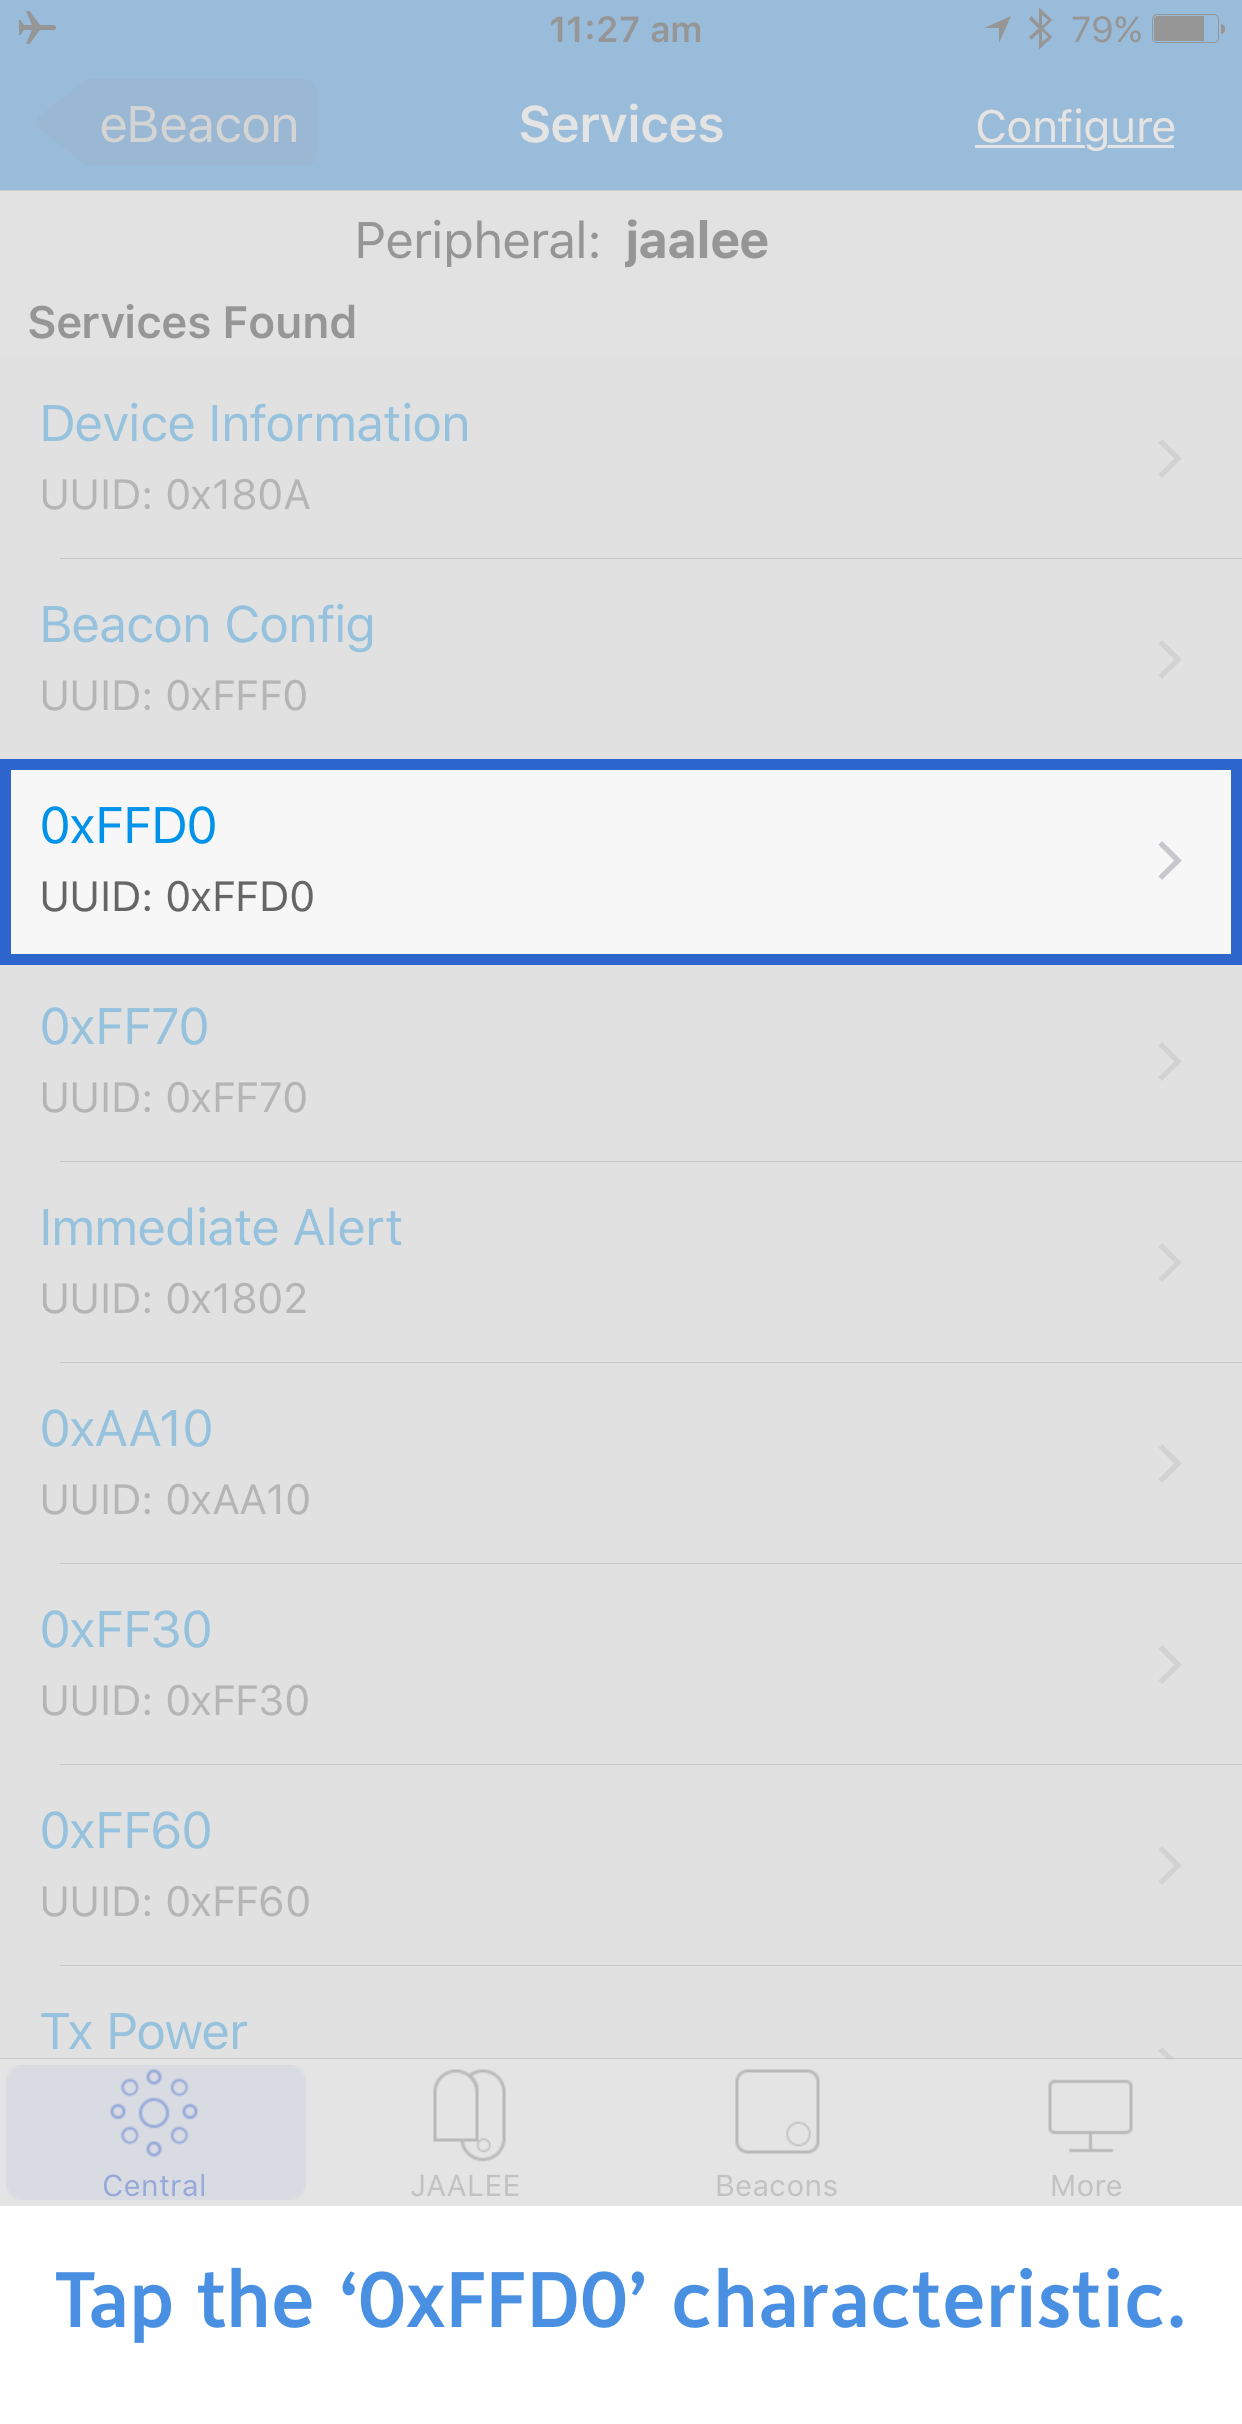 11:27 am
79%
eBeacon
Services
Configure
Peripheral: jaalee
Services Found
Device Information
UUID: 0x180A
Beacon Config
UUID: 0xFFF0
0xFFD0
UUID: 0xFFD0
0xFF70
UUID: 0xFF70
Immediate Alert
UUID: 0x1802
0xAA10
UUID: 0xAA10
0xFF30
UUID: 0xFF30
0xFF60
UUID: 0xFF60
Tx Power
Central
JAALEE
Beacons
More
Tap the ‘0xFFD0’ characteristic.